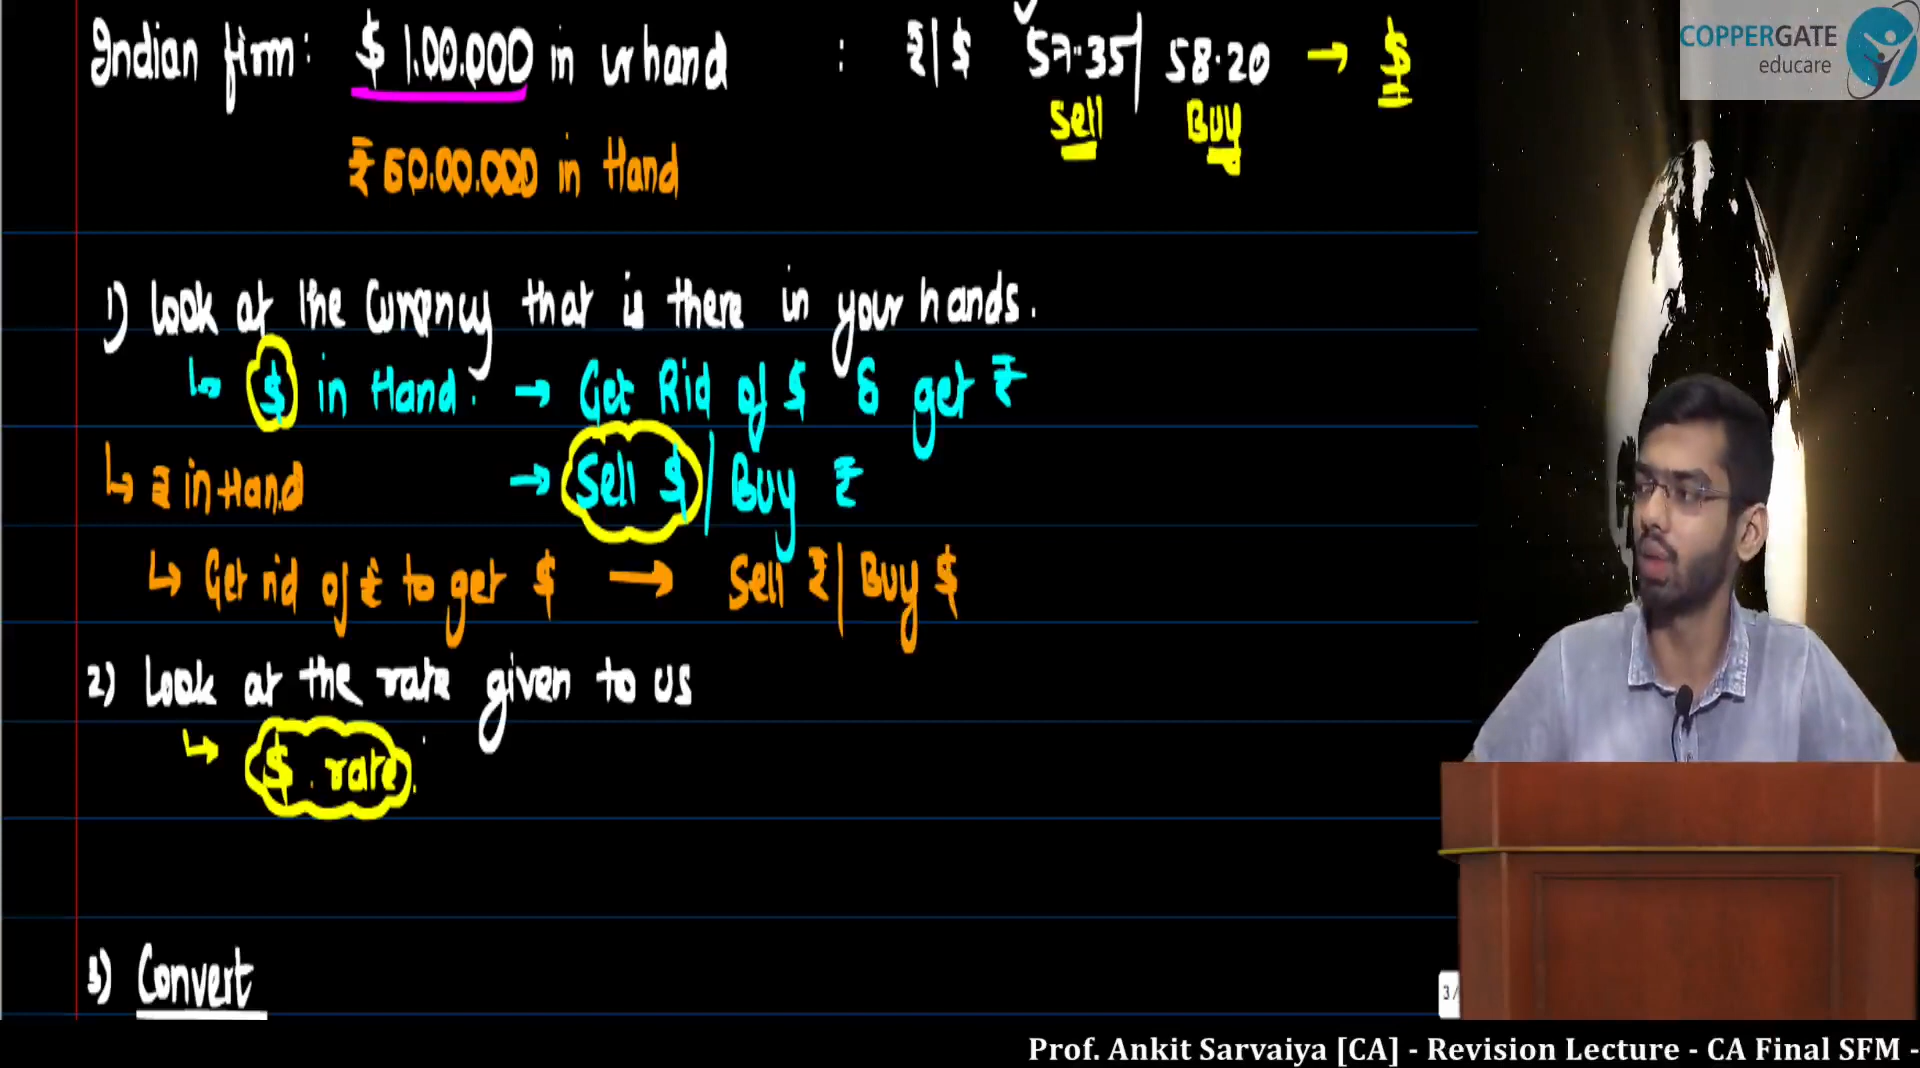 Indian firm: $ 1,00,000 in ur hand : ₹|$ 57.35| 58.20 → $
Sell Buy
₹60,00,000 in Hand
1) Look at the Currency that is there in your hands.
↳ $ in Hand. → Get Rid of $ & get ₹
↳ ₹ in Hand → Sell $| Buy ₹
↳ Get rid of ₹ to get $ → Sell ₹| Buy $
2) Look at the rate given to us
↳ $ rate.
3) Convert
COPPERGATE
educare
3/
Prof. Ankit Sarvaiya [CA] - Revision Lecture - CA Final SFM -